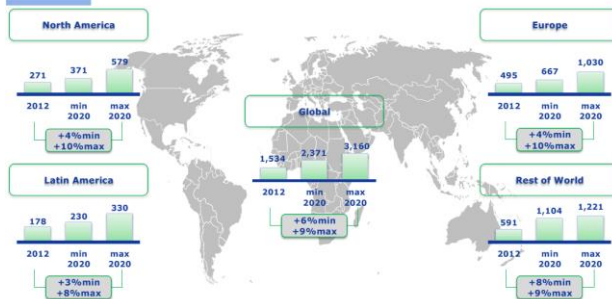 North America
271
371
579
2012
min
2020
max
2020
+4%min
+10%max
Europe
495
667
1,030
2012
min
2020
max
2020
+4%min
+10%max
Global
1,534
2,371
3,160
2012
min
2020
max
2020
+6%min
+9%max
Latin America
178
230
330
2012
min
2020
max
2020
+3%min
+8%max
Rest of World
591
1,104
1,221
2012
min
2020
max
2020
+8%min
+9%max